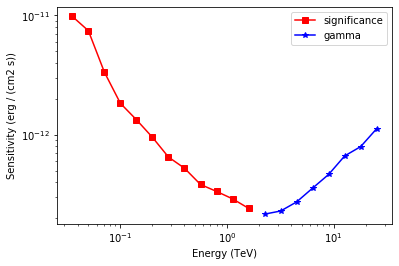 10⁻¹¹
10⁻¹²
Sensitivity (erg / (cm2 s))
significance
gamma
10⁻¹
10⁰
10¹
Energy (TeV)